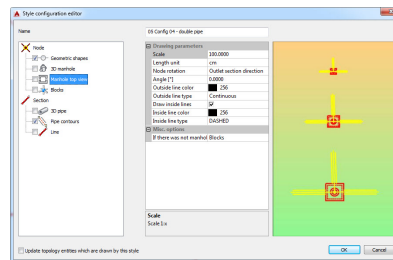 Style configuration editor
Name
05 Config 04 - double pipe
Node
Geometric shapes
3D manhole
Manhole top view
Blocks
Section
3D pipe
Pipe contours
Line
Drawing parameters
Scale 100.0000
Length unit cm
Node rotation Outlet section direction
Angle [°] 0.0000
Outside line color 256
Outside line type Continuous
Draw inside lines
Inside line color 256
Inside line type DASHED
Misc. options
If there was not manhol Blocks
Scale
Scale 1:x
Update topology entities which are drawn by this style
OK
Cancel